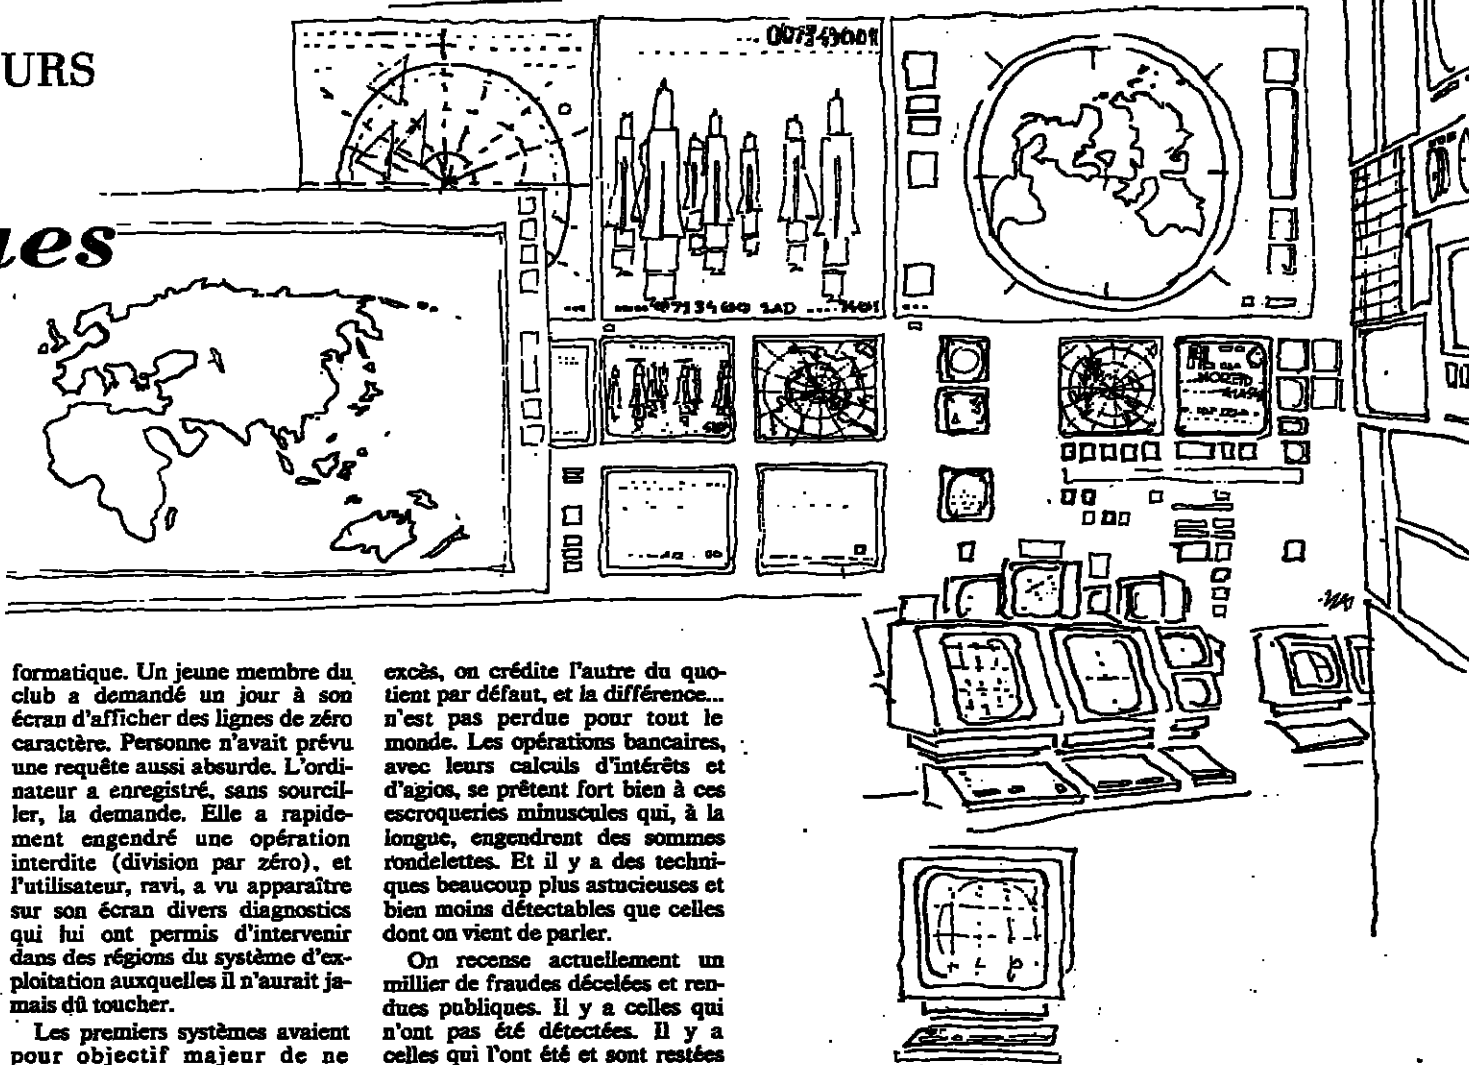 URS
ues
formatique. Un jeune membre du
club a demandé un jour à son
écran d'afficher des lignes de zéro
caractère. Personne n'avait prévu
une requête aussi absurde. L'ordi-
nateur a enregistré, sans sourcil-
ler, la demande. Elle a rapide-
ment engendré une opération
interdite (division par zéro), et
l'utilisateur, ravi, a vu apparaître
sur son écran divers diagnostics
qui lui ont permis d'intervenir
dans des régions du système d'ex-
ploitation auxquelles il n'aurait ja-
mais dû toucher.
Les premiers systèmes avaient
pour objectif majeur de ne
excès, on crédite l'autre du quo-
tient par défaut, et la différence...
n'est pas perdue pour tout le
monde. Les opérations bancaires,
avec leurs calculs d'intérêts et
d'agios, se prêtent fort bien à ces
escroqueries minuscules qui, à la
longue, engendrent des sommes
rondelettes. Et il y a des techni-
ques beaucoup plus astucieuses et
bien moins détectables que celles
dont on vient de parler.
On recense actuellement un
millier de fraudes décelées et ren-
dues publiques. Il y a celles qui
n'ont pas été détectées. Il y a
celles qui l'ont été et sont restées